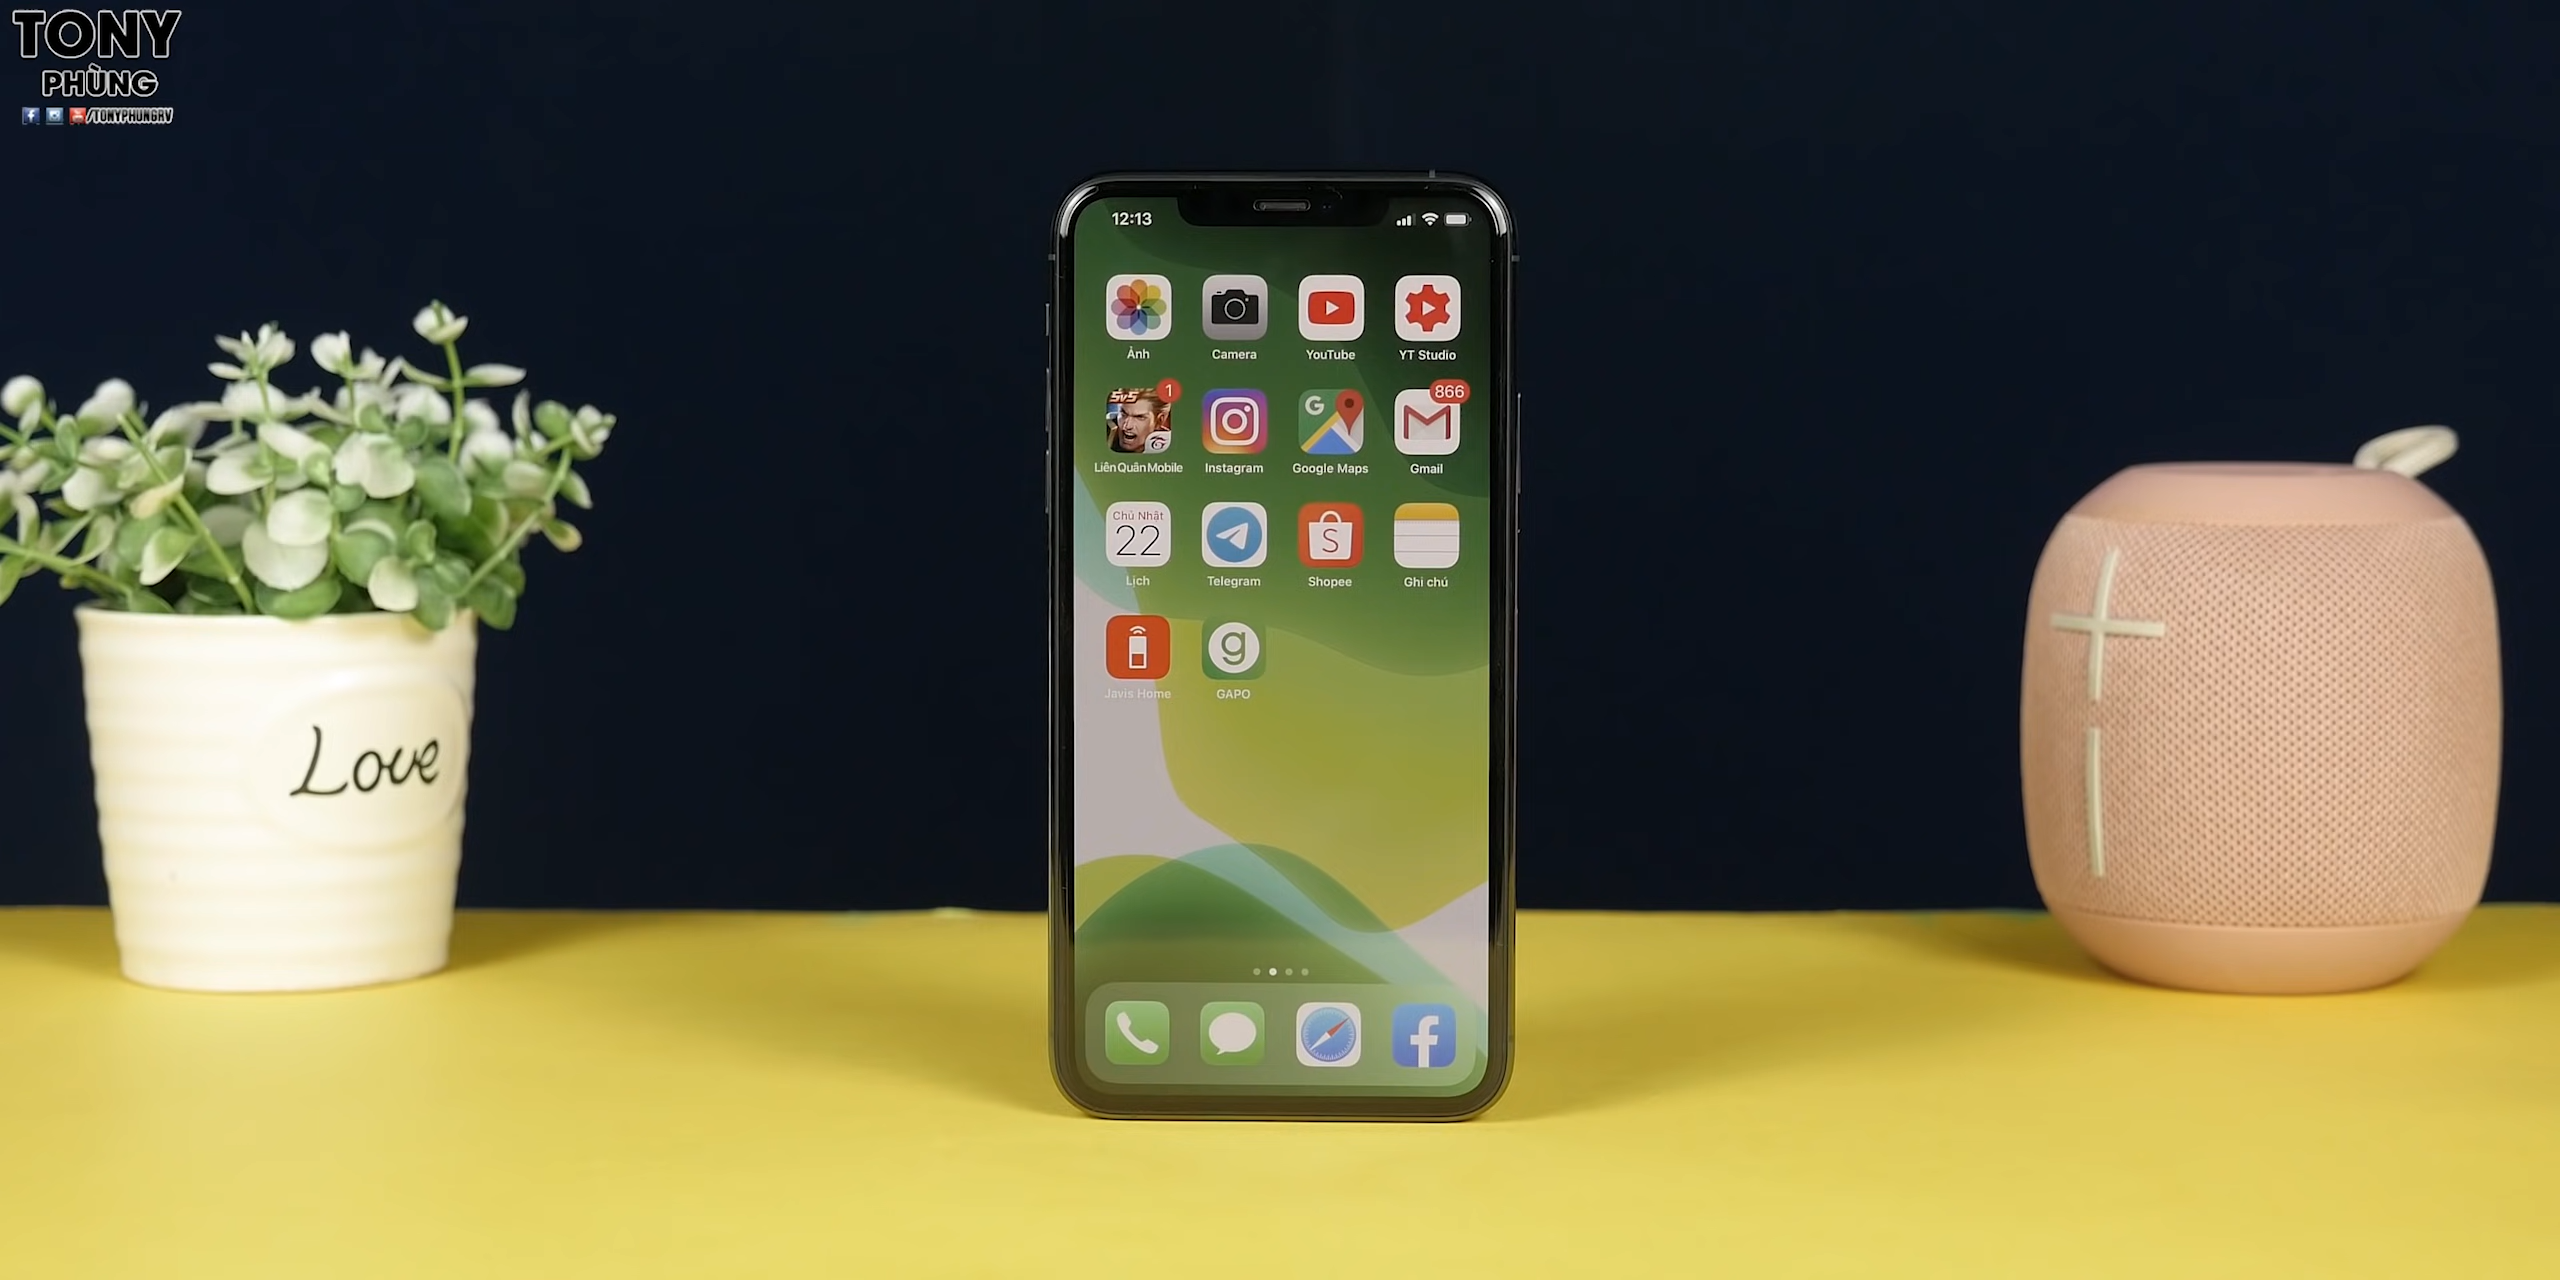 TONY
PHÙNG
/TONYPHUNGRV
12:13
Ảnh
Camera
YouTube
YT Studio
5v5
1
866
Liên Quân Mobile
Instagram
G
Google Maps
Gmail
Chủ Nhật
22
S
Lịch
Telegram
Shopee
Ghi chú
g
Javis Home
GAPO
Love
f